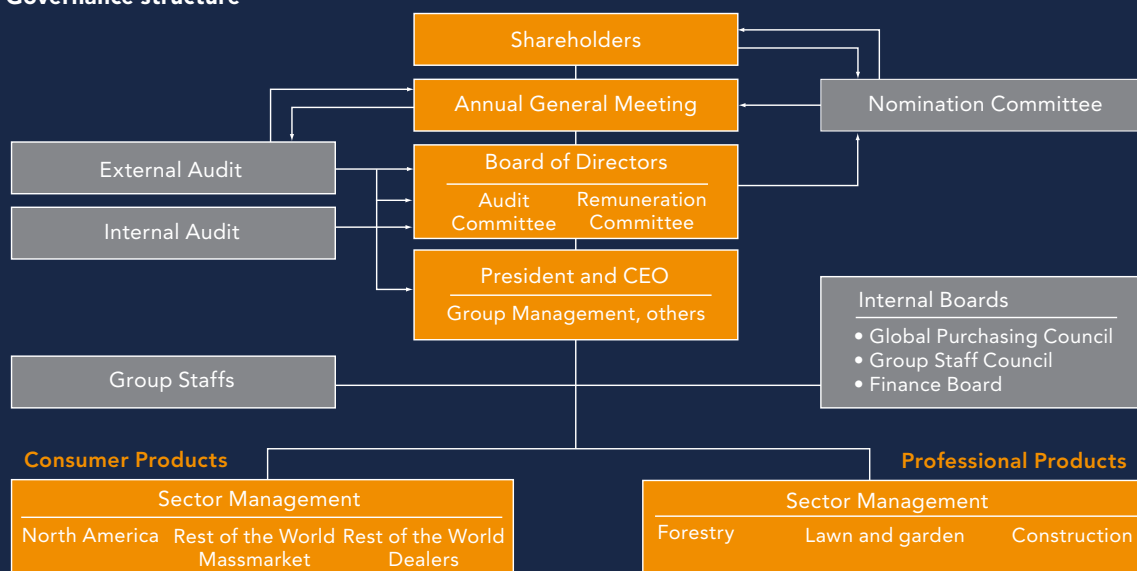 Governance structure
Shareholders
Annual General Meeting
Nomination Committee
External Audit
Internal Audit
Board of Directors
Audit
Committee
Remuneration
Committee
President and CEO
Group Management, others
Internal Boards
• Global Purchasing Council
• Group Staff Council
• Finance Board
Group Staffs
Consumer Products
Sector Management
North America
Rest of the World
Massmarket
Rest of the World
Dealers
Professional Products
Sector Management
Forestry
Lawn and garden
Construction